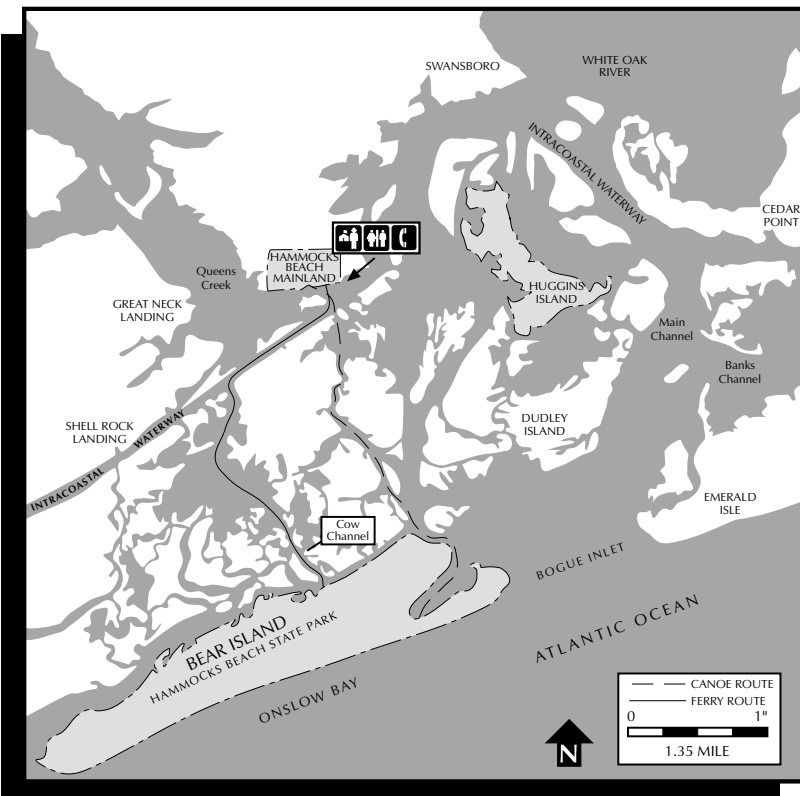 SWANSBORO
WHITE OAK
RIVER
INTRACOASTAL WATERWAY
CEDAR
POINT
HAMMOCKS
BEACH
MAINLAND
Queens
Creek
GREAT NECK
LANDING
HUGGINS
ISLAND
Main
Channel
Banks
Channel
SHELL ROCK
LANDING
INTRACOASTAL WATERWAY
DUDLEY
ISLAND
EMERALD
ISLE
Cow
Channel
BOGUE INLET
ATLANTIC OCEAN
BEAR ISLAND
HAMMOCKS BEACH STATE PARK
ONSLOW BAY
CANOE ROUTE
FERRY ROUTE
0 1"
1.35 MILE
N